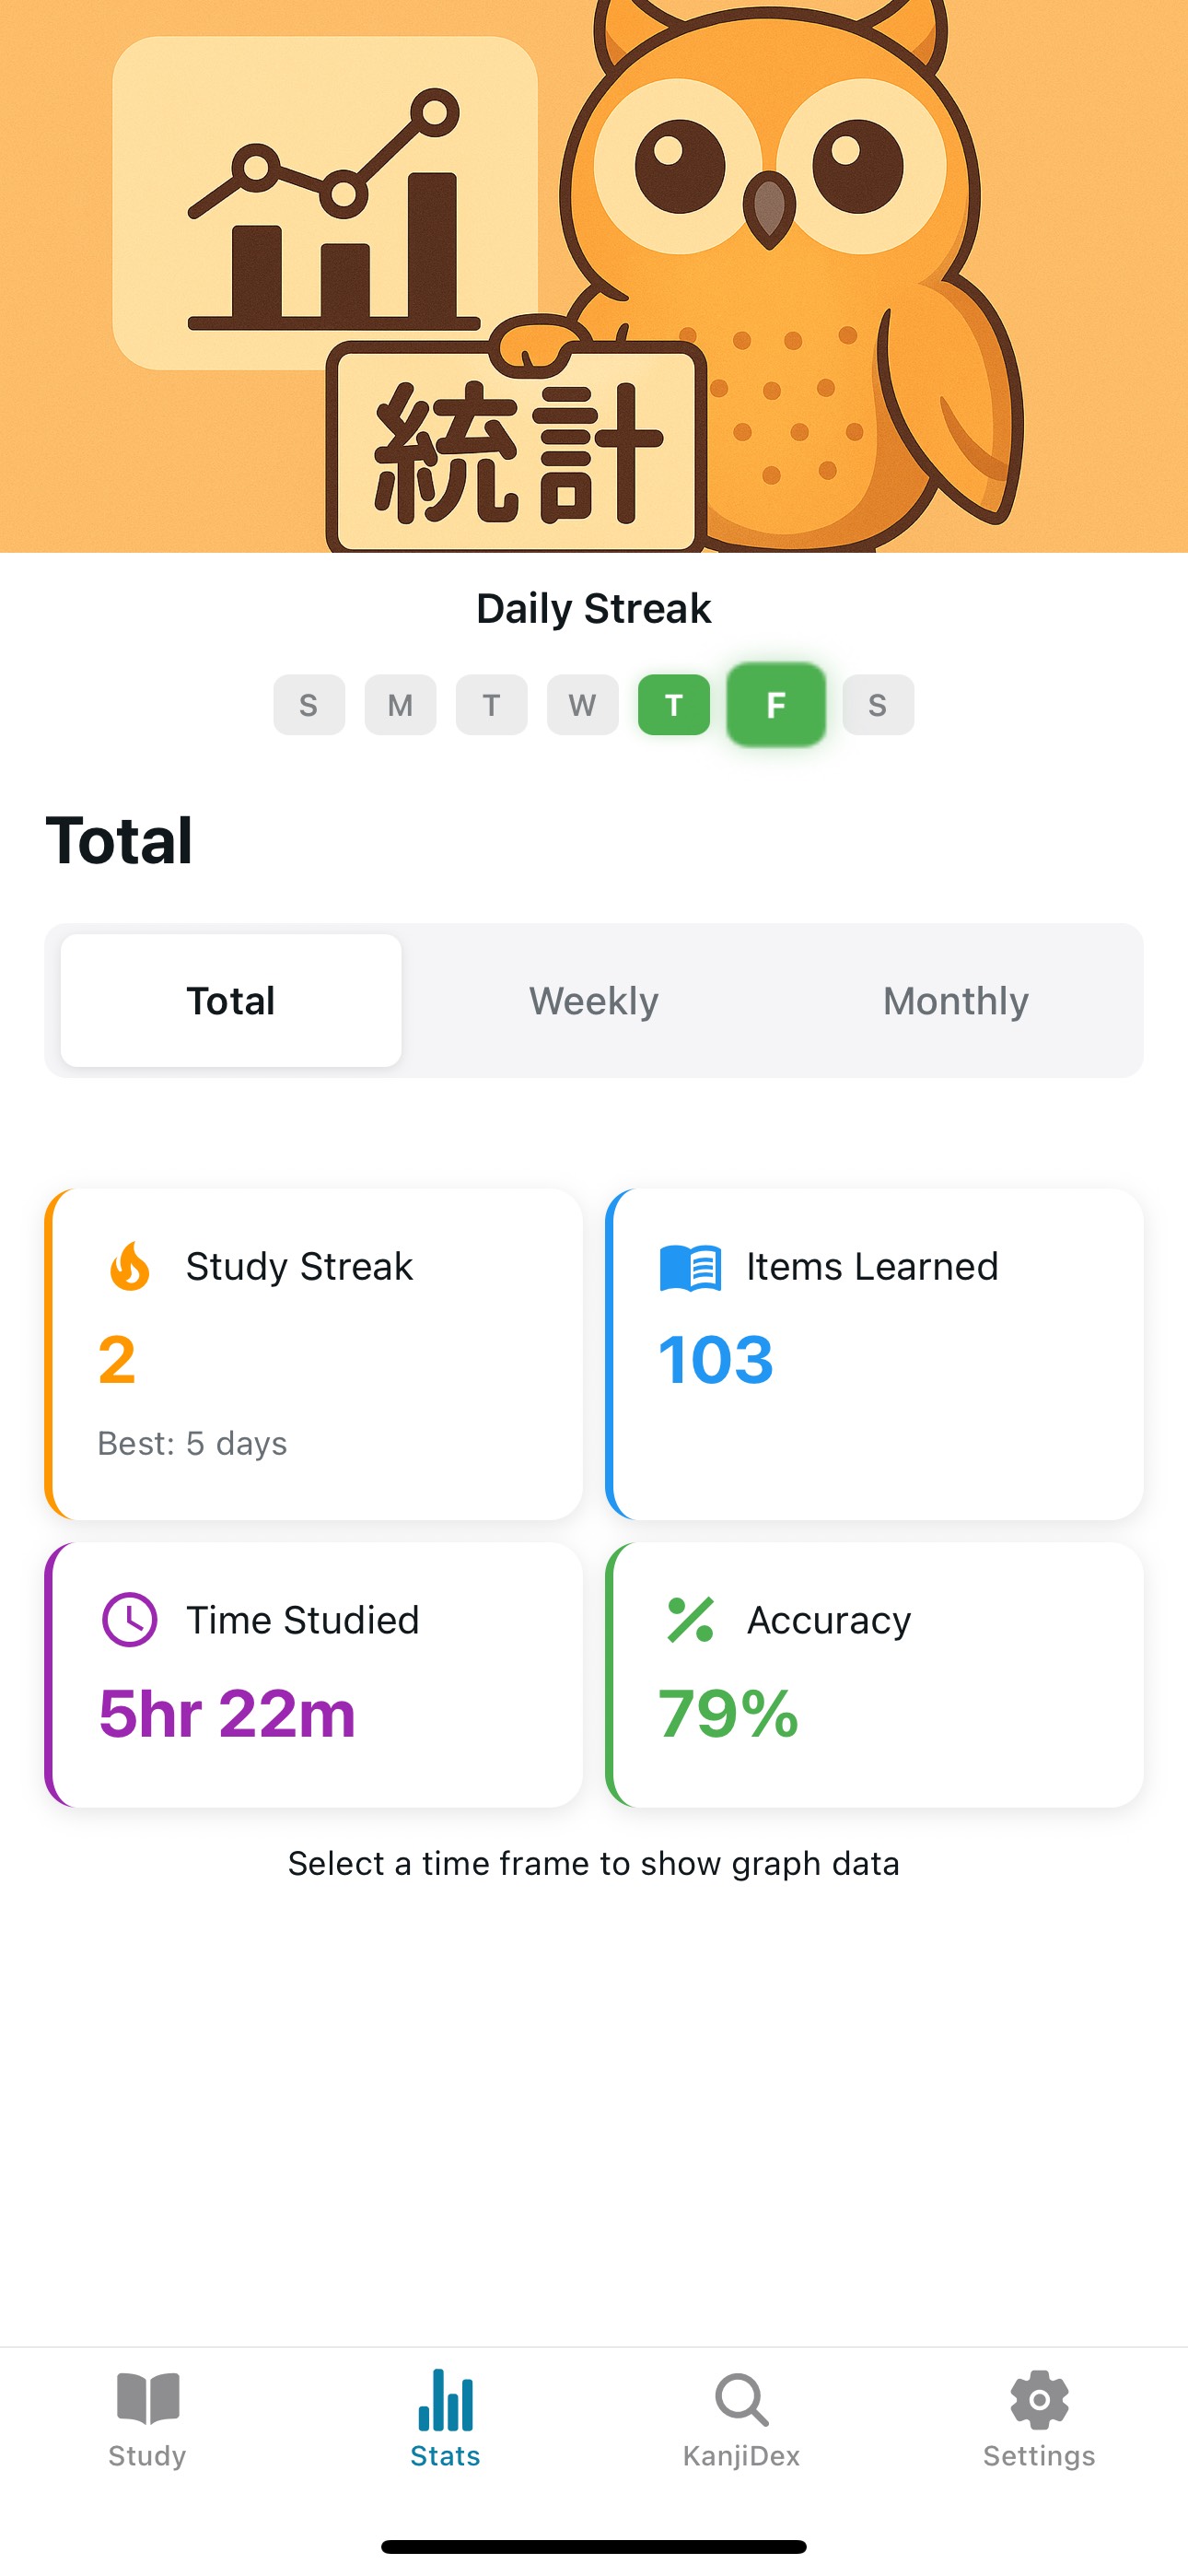 統計
Daily Streak
S M T W T F S
Total
Total Weekly Monthly
Study Streak
2
Best: 5 days
Items Learned
103
Time Studied
5hr 22m
Accuracy
79%
Select a time frame to show graph data
Study Stats KanjiDex Settings